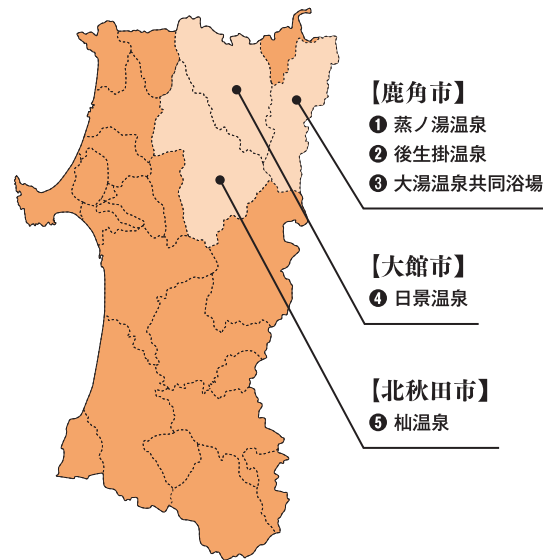 【鹿角市】
❶ 蒸ノ湯温泉
❷ 後生掛温泉
❸ 大湯温泉共同浴場
【大館市】
❹ 日景温泉
【北秋田市】
❺ 杣温泉